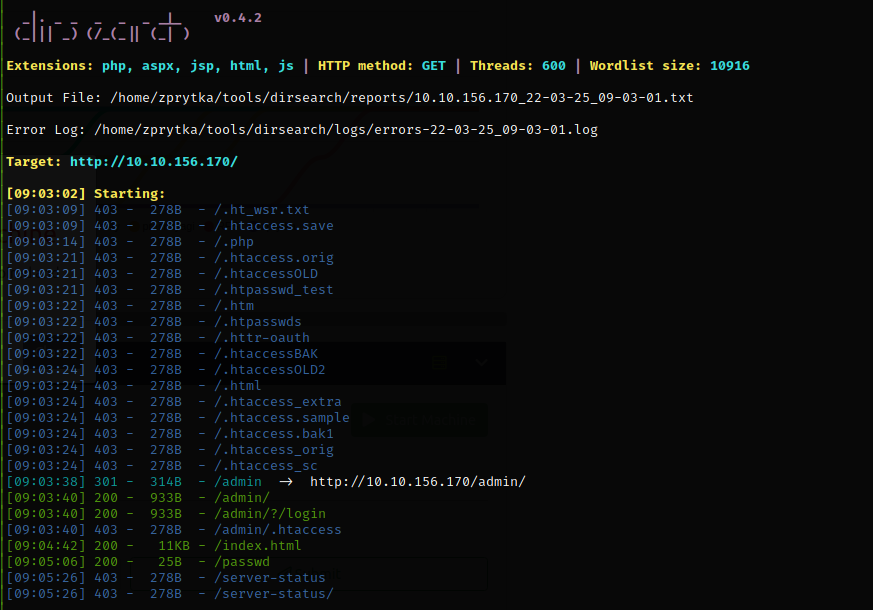 _|. _ _  _  _  _ _|_    v0.4.2
(_||| _) (/_(_|| (_| )
Extensions: php, aspx, jsp, html, js | HTTP method: GET | Threads: 600 | Wordlist size: 10916
Output File: /home/zprytka/tools/dirsearch/reports/10.10.156.170_22-03-25_09-03-01.txt
Error Log: /home/zprytka/tools/dirsearch/logs/errors-22-03-25_09-03-01.log
Target: http://10.10.156.170/
[09:03:02] Starting:
[09:03:09] 403 -  278B  - /.ht_wsr.txt
[09:03:09] 403 -  278B  - /.htaccess.save
[09:03:14] 403 -  278B  - /.php
[09:03:21] 403 -  278B  - /.htaccess.orig
[09:03:21] 403 -  278B  - /.htaccessOLD
[09:03:21] 403 -  278B  - /.htpasswd_test
[09:03:22] 403 -  278B  - /.htm
[09:03:22] 403 -  278B  - /.htpasswds
[09:03:22] 403 -  278B  - /.httr-oauth
[09:03:22] 403 -  278B  - /.htaccessBAK
[09:03:24] 403 -  278B  - /.htaccessOLD2
[09:03:24] 403 -  278B  - /.html
[09:03:24] 403 -  278B  - /.htaccess_extra
[09:03:24] 403 -  278B  - /.htaccess.sample
[09:03:24] 403 -  278B  - /.htaccess.bak1
[09:03:24] 403 -  278B  - /.htaccess_orig
[09:03:24] 403 -  278B  - /.htaccess_sc
[09:03:38] 301 -  314B  - /admin  →  http://10.10.156.170/admin/
[09:03:40] 200 -  933B  - /admin/
[09:03:40] 200 -  933B  - /admin/?/login
[09:03:40] 403 -  278B  - /admin/.htaccess
[09:04:42] 200 -   11KB - /index.html
[09:05:06] 200 -   25B  - /passwd
[09:05:26] 403 -  278B  - /server-status
[09:05:26] 403 -  278B  - /server-status/